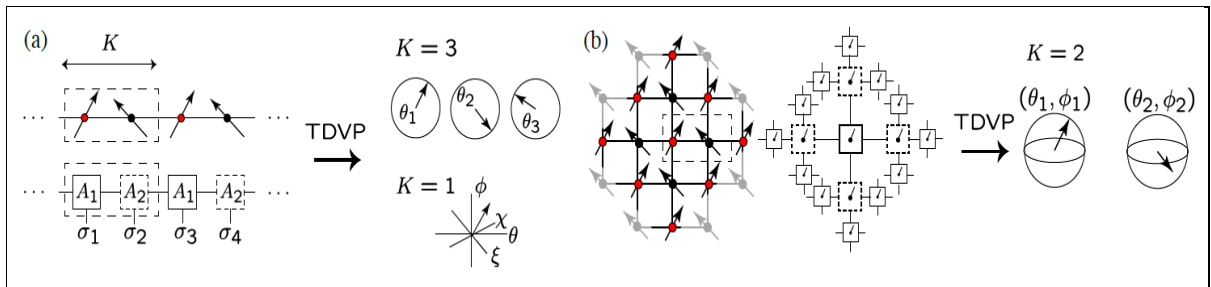 (a)
K
··· ···
··· A₁ A₂ A₁ A₂ ···
σ₁ σ₂ σ₃ σ₄
TDVP
K = 3
θ₁ θ₂ θ₃
K = 1
ϕ
χ
θ
ξ
(b)
TDVP
K = 2
(θ₁, ϕ₁) (θ₂, ϕ₂)